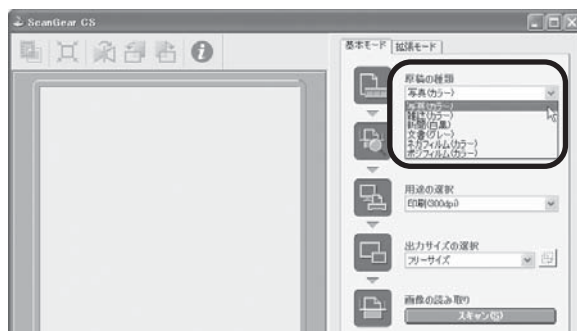 ScanGear CS
基本モード 拡張モード
原稿の種類
写真(カラー)
写真(カラー)
雑誌(カラー)
新聞(白黒)
文書(グレー)
ネガフィルム(カラー)
ポジフィルム(カラー)
用途の選択
印刷(300dpi)
出力サイズの選択
フリーサイズ
画像の読み取り
スキャン(S)